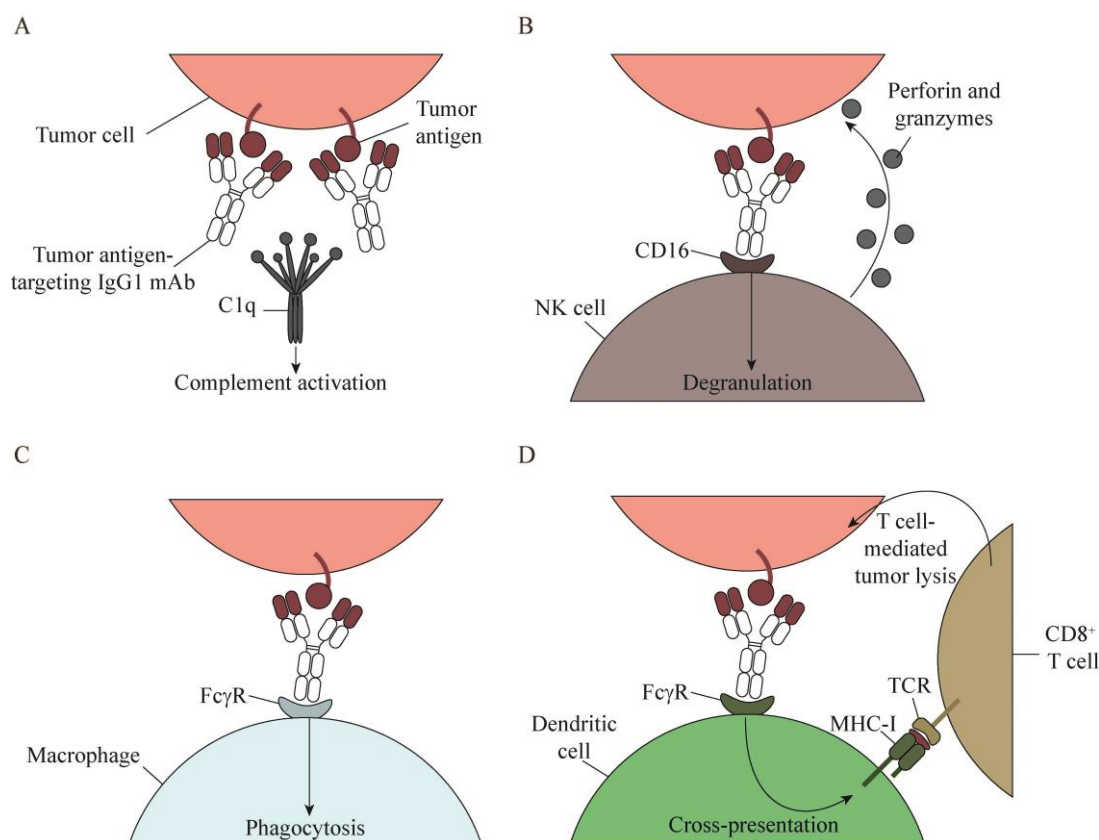 A
Tumor cell
Tumor
antigen
Tumor antigen-
targeting IgG1 mAb
C1q
Complement activation
B
Perforin and
granzymes
CD16
NK cell
Degranulation
C
FcγR
Macrophage
Phagocytosis
D
T cell-
mediated
tumor lysis
CD8⁺
T cell
TCR
MHC-I
FcγR
Dendritic
cell
Cross-presentation